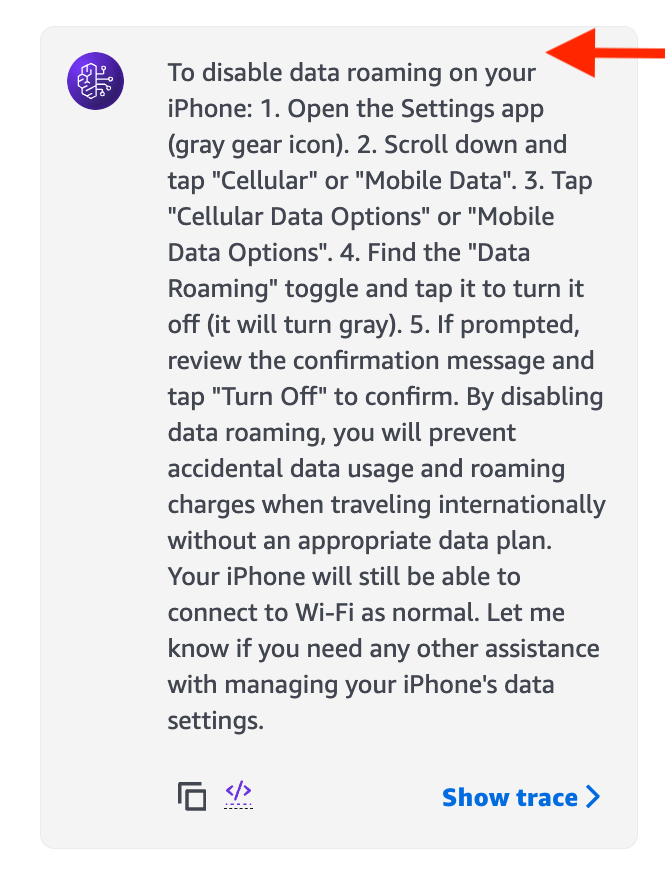 To disable data roaming on your
iPhone: 1. Open the Settings app
(gray gear icon). 2. Scroll down and
tap "Cellular" or "Mobile Data". 3. Tap
"Cellular Data Options" or "Mobile
Data Options". 4. Find the "Data
Roaming" toggle and tap it to turn it
off (it will turn gray). 5. If prompted,
review the confirmation message and
tap "Turn Off" to confirm. By disabling
data roaming, you will prevent
accidental data usage and roaming
charges when traveling internationally
without an appropriate data plan.
Your iPhone will still be able to
connect to Wi-Fi as normal. Let me
know if you need any other assistance
with managing your iPhone's data
settings.
Show trace